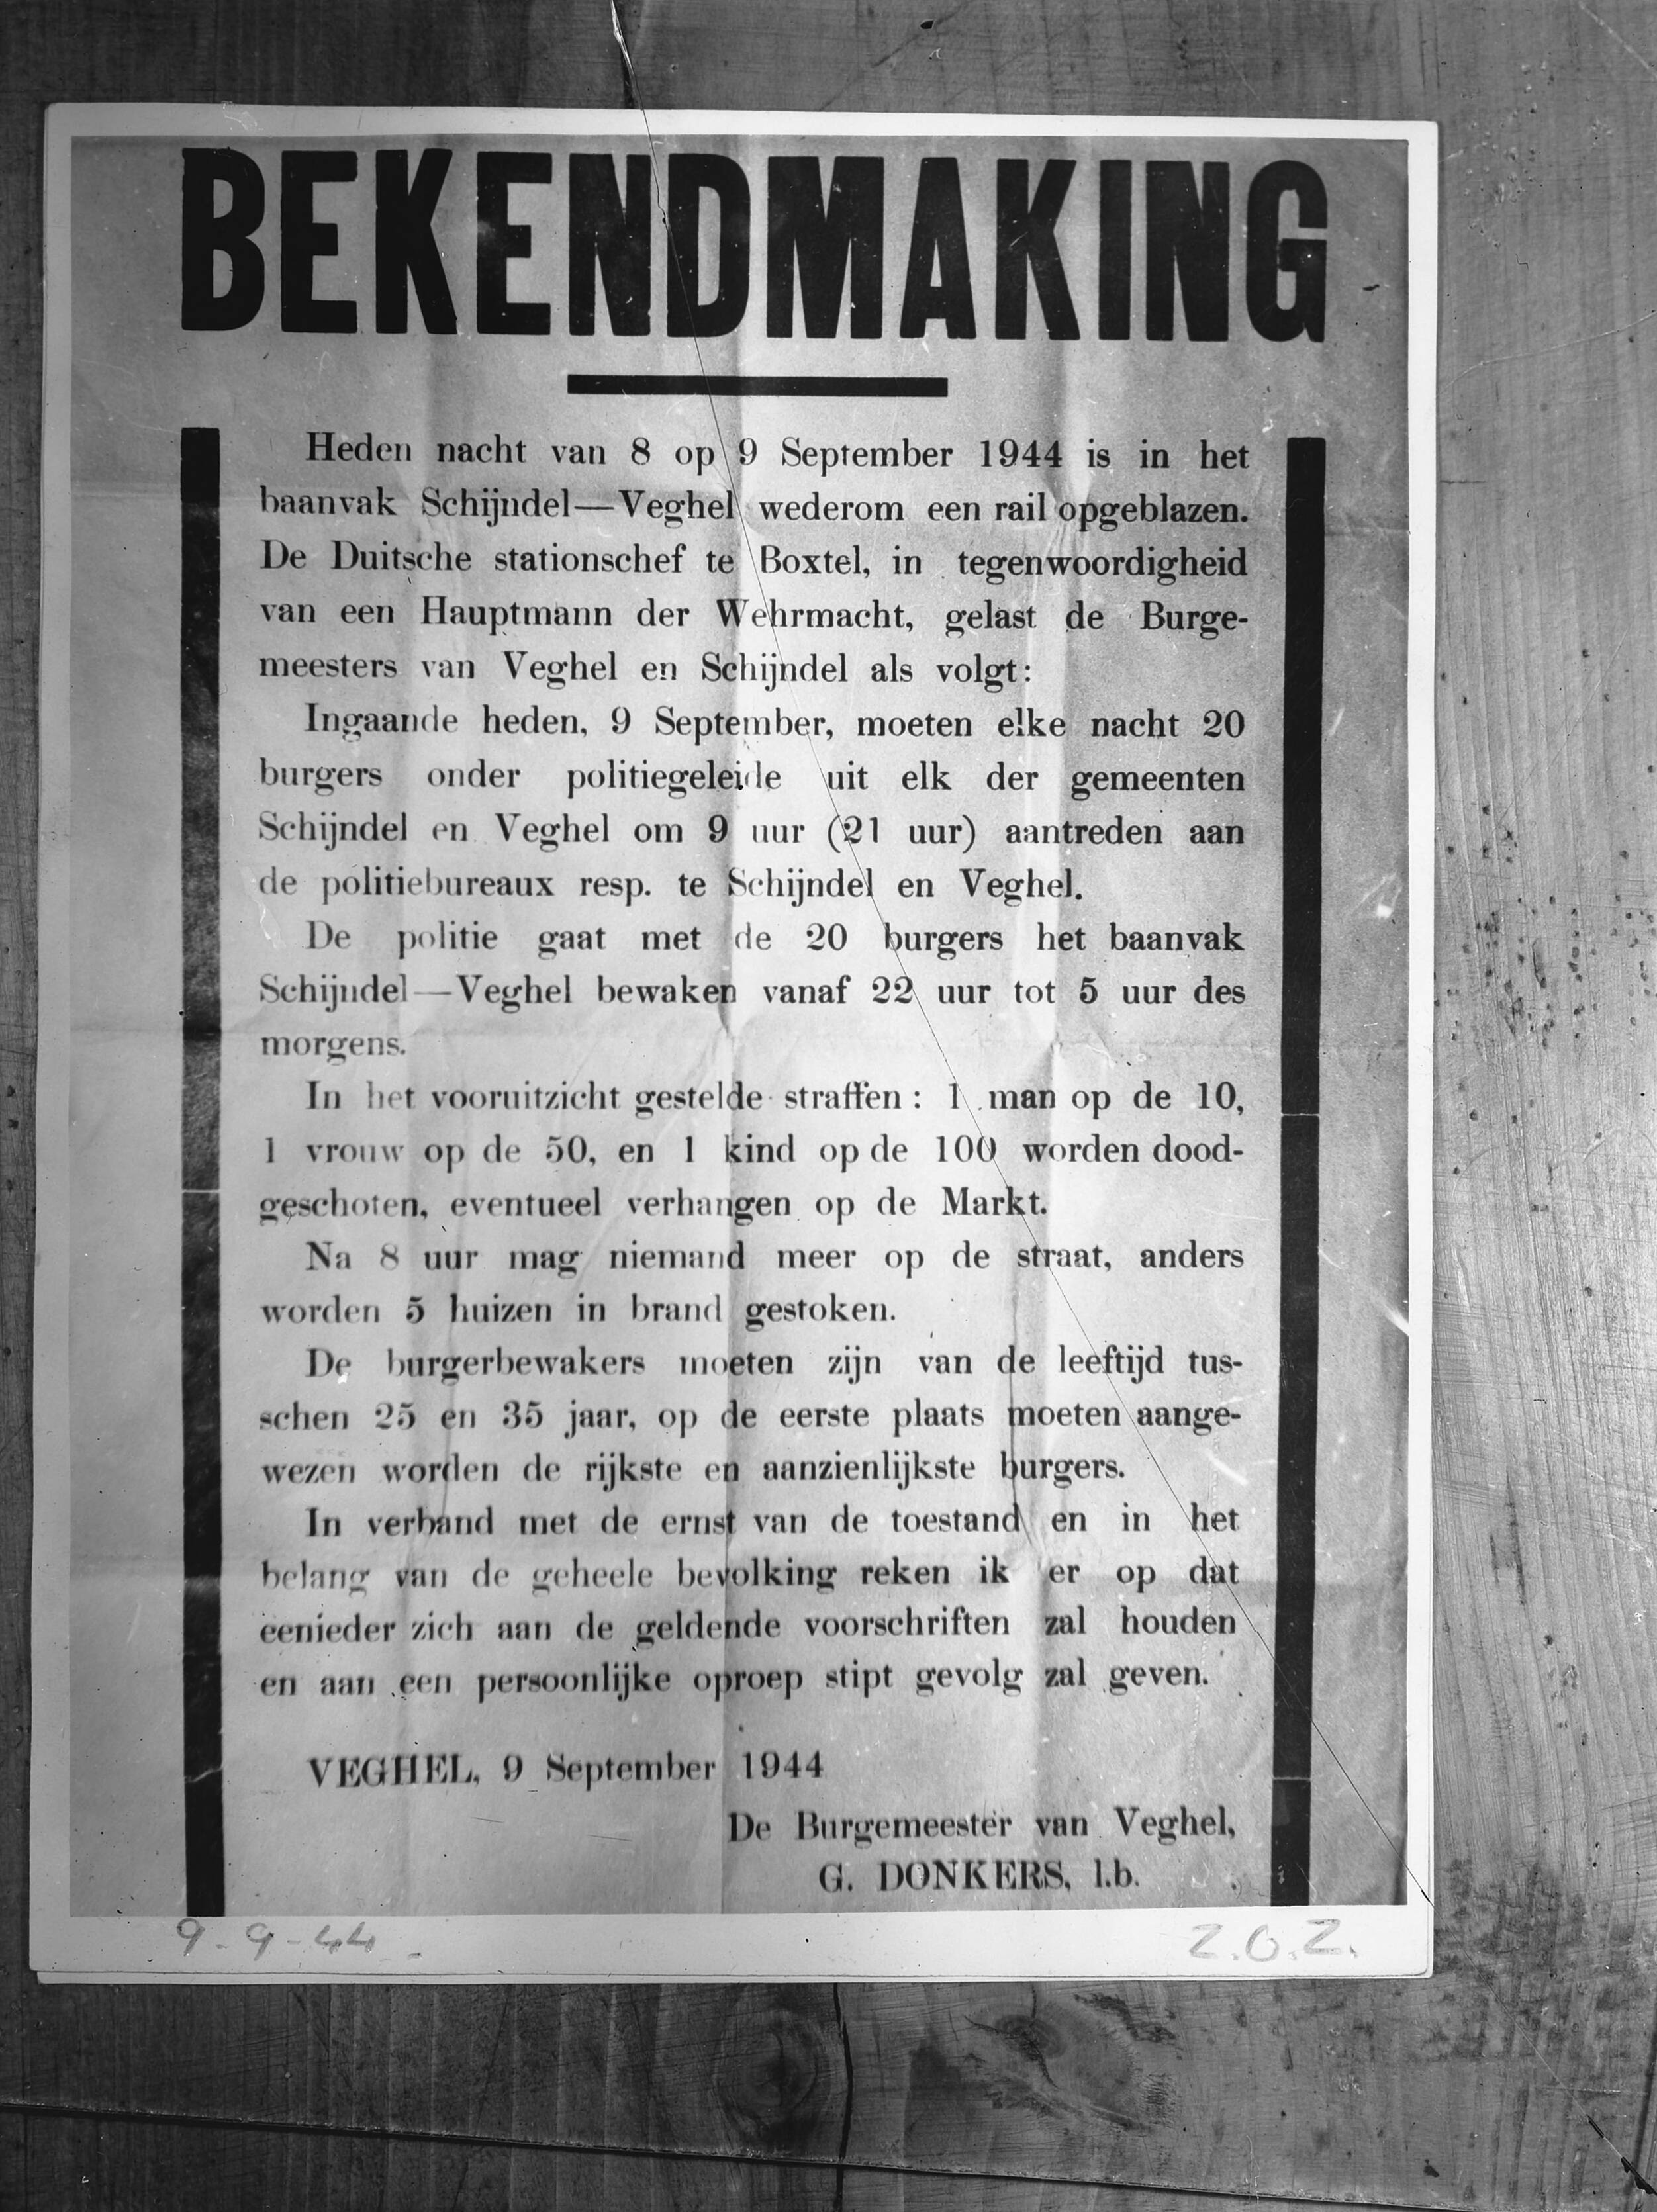 BEKENDMAKING
Heden nacht van 8 op 9 September 1944 is in het
baanvak Schijndel—Veghel wederom een rail opgeblazen.
De Duitsche stationschef te Boxtel, in tegenwoordigheid
van een Hauptmann der Wehrmacht, gelast de Burge-
meesters van Veghel en Schijndel als volgt:
Ingaande heden, 9 September, moeten elke nacht 20
burgers onder politiegeleide uit elk der gemeenten
Schijndel en Veghel om 9 uur (21 uur) aantreden aan
de politiebureaux resp. te Schijndel en Veghel.
De politie gaat met de 20 burgers het baanvak
Schijndel—Veghel bewaken vanaf 22 uur tot 5 uur des
morgens.
In het vooruitzicht gestelde straffen: 1 man op de 10,
1 vrouw op de 50, en 1 kind op de 100 worden dood-
geschoten, eventueel verhangen op de Markt.
Na 8 uur mag niemand meer op de straat, anders
worden 5 huizen in brand gestoken.
De burgerbewakers moeten zijn van de leeftijd tus-
schen 25 en 35 jaar, op de eerste plaats moeten aange-
wezen worden de rijkste en aanzienlijkste burgers.
In verband met de ernst van de toestand en in het
belang van de geheele bevolking reken ik er op dat
eenieder zich aan de geldende voorschriften zal houden
en aan een persoonlijke oproep stipt gevolg zal geven.
VEGHEL, 9 September 1944
De Burgemeester van Veghel,
G. DONKERS, l.b.
9-9-44 -
Z.O.Z.